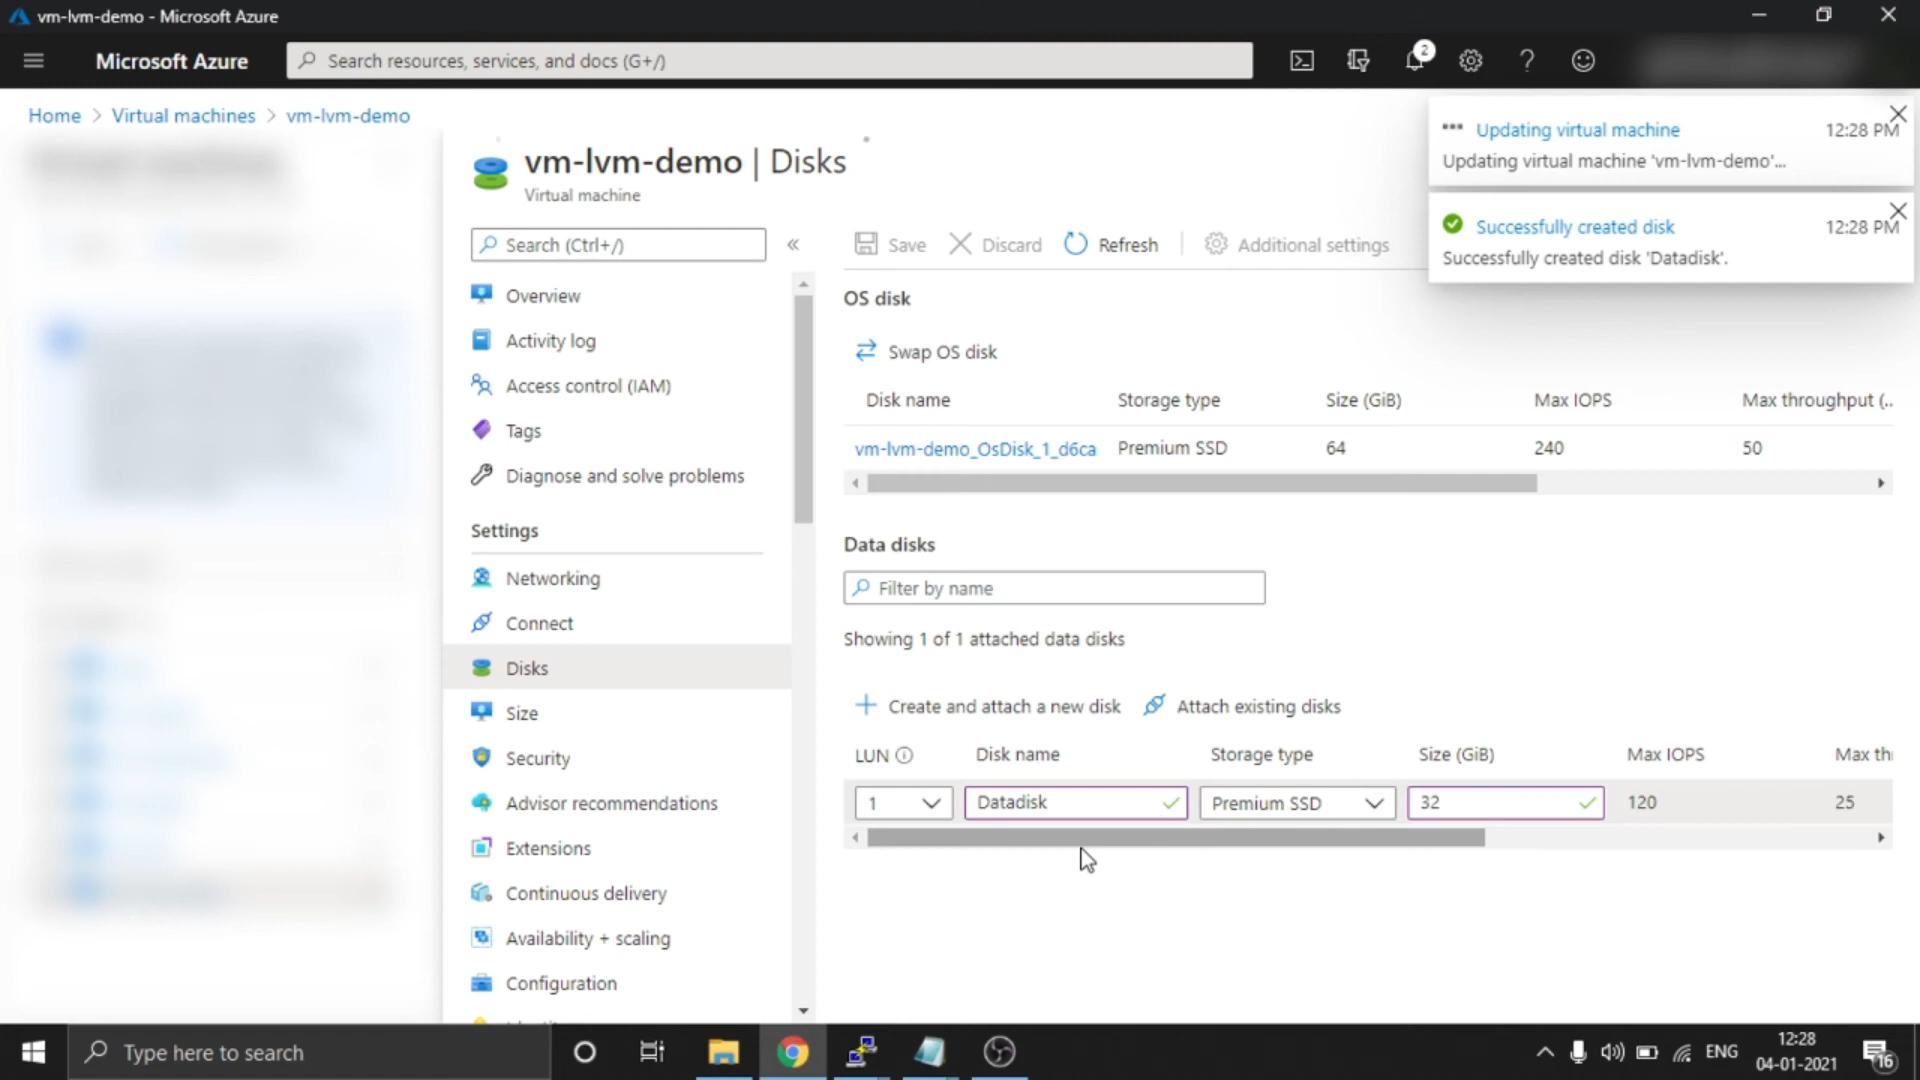 vm-lvm-demo - Microsoft Azure
Microsoft Azure
Search resources, services, and docs (G+/)
2
Home > Virtual machines > vm-lvm-demo
vm-lvm-demo | Disks
Virtual machine
Search (Ctrl+/)
«
Overview
Activity log
Access control (IAM)
Tags
Diagnose and solve problems
Settings
Networking
Connect
Disks
Size
Security
Advisor recommendations
Extensions
Continuous delivery
Availability + scaling
Configuration
Save Discard Refresh Additional settings
Updating virtual machine 12:28 PM
Updating virtual machine 'vm-lvm-demo'...
Successfully created disk 12:28 PM
Successfully created disk 'Datadisk'.
OS disk
Swap OS disk
Disk name Storage type Size (GiB) Max IOPS Max throughput (..
vm-lvm-demo_OsDisk_1_d6ca Premium SSD 64 240 50
Data disks
Filter by name
Showing 1 of 1 attached data disks
Create and attach a new disk Attach existing disks
LUN Disk name Storage type Size (GiB) Max IOPS Max th
1 Datadisk Premium SSD 32 120 25
Type here to search
ENG
12:28
04-01-2021
16